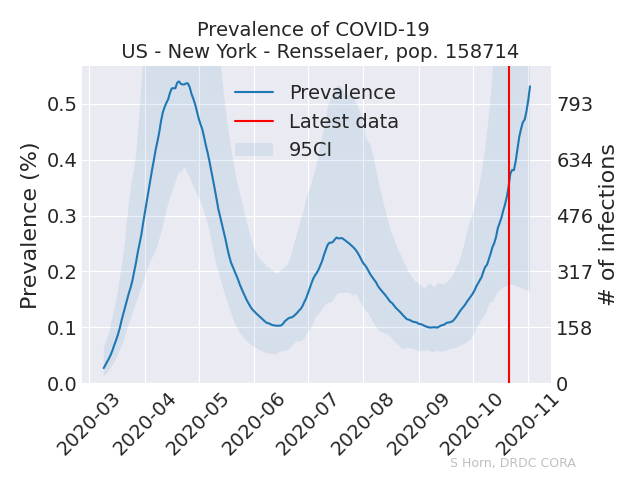 Prevalence of COVID-19
US - New York - Rensselaer, pop. 158714
Prevalence
Latest data
95CI
Prevalence (%)
0.5
0.4
0.3
0.2
0.1
0.0
793
634
476
317
158
0
# of infections
2020-03
2020-04
2020-05
2020-06
2020-07
2020-08
2020-09
2020-10
2020-11
S Horn, DRDC CORA